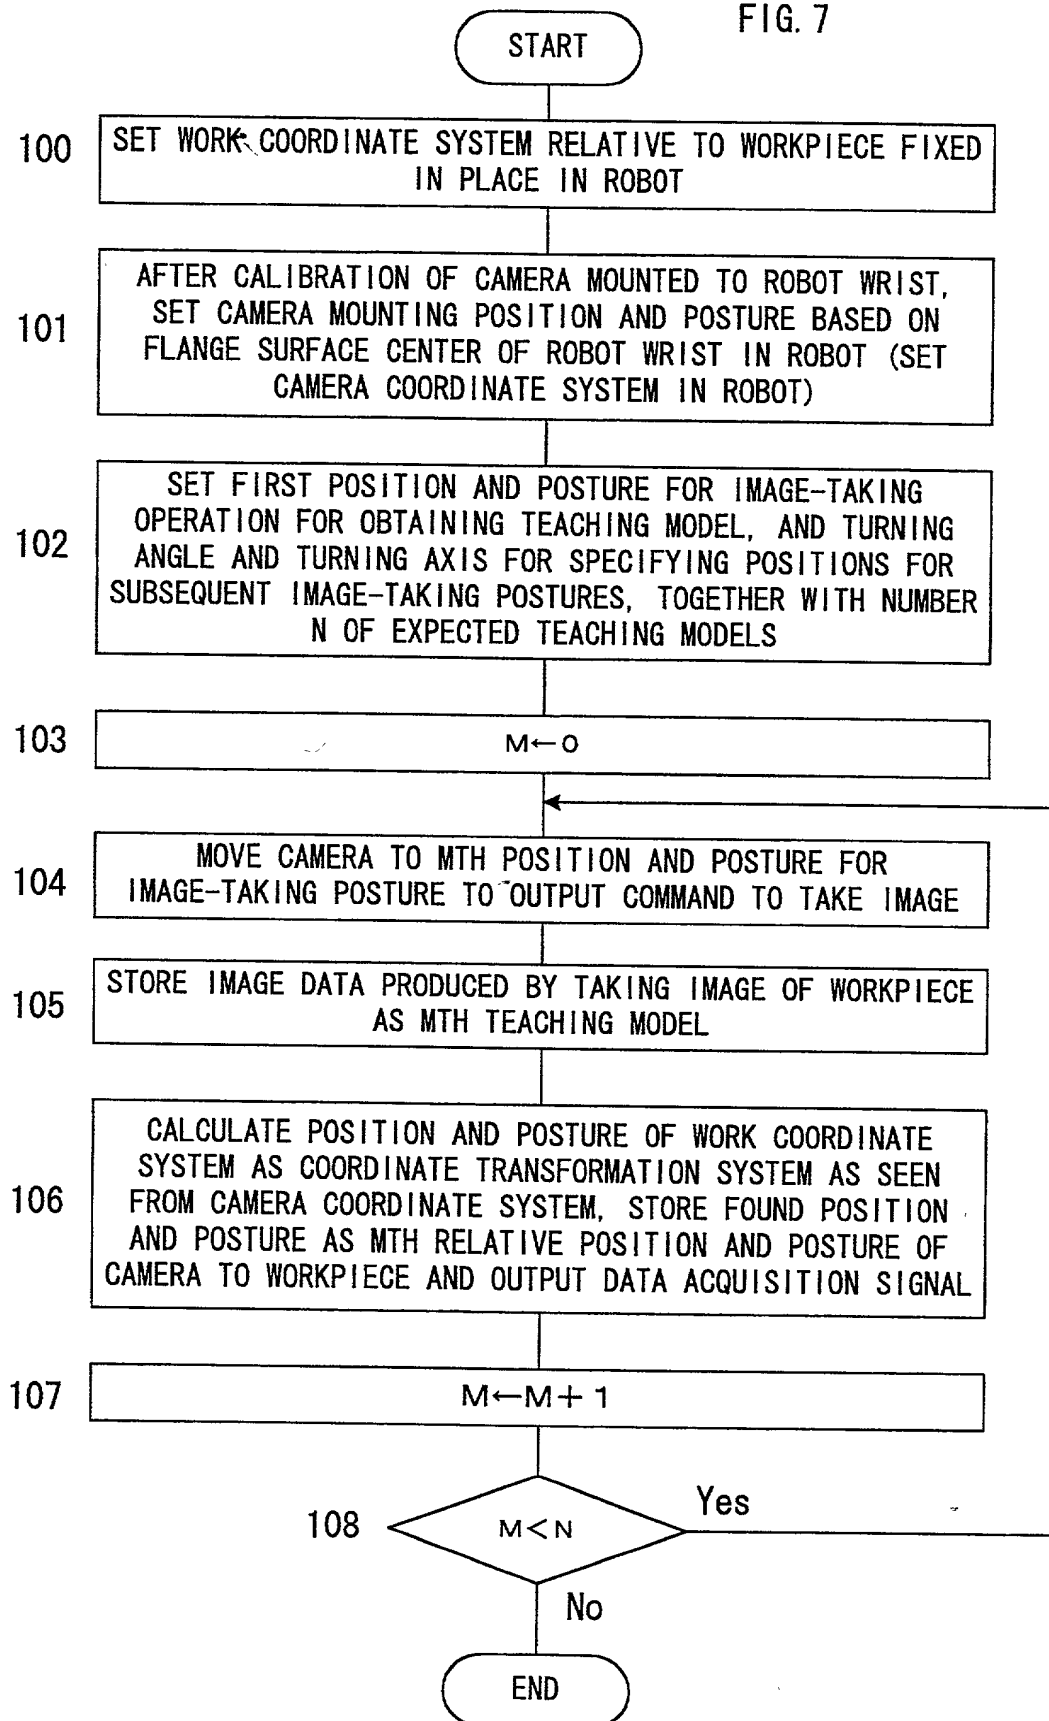 FIG. 7
START
100
SET WORK COORDINATE SYSTEM RELATIVE TO WORKPIECE FIXED
IN PLACE IN ROBOT
101
AFTER CALIBRATION OF CAMERA MOUNTED TO ROBOT WRIST,
SET CAMERA MOUNTING POSITION AND POSTURE BASED ON
FLANGE SURFACE CENTER OF ROBOT WRIST IN ROBOT (SET
CAMERA COORDINATE SYSTEM IN ROBOT)
102
SET FIRST POSITION AND POSTURE FOR IMAGE-TAKING
OPERATION FOR OBTAINING TEACHING MODEL, AND TURNING
ANGLE AND TURNING AXIS FOR SPECIFYING POSITIONS FOR
SUBSEQUENT IMAGE-TAKING POSTURES, TOGETHER WITH NUMBER
N OF EXPECTED TEACHING MODELS
103
M←0
104
MOVE CAMERA TO MTH POSITION AND POSTURE FOR
IMAGE-TAKING POSTURE TO OUTPUT COMMAND TO TAKE IMAGE
105
STORE IMAGE DATA PRODUCED BY TAKING IMAGE OF WORKPIECE
AS MTH TEACHING MODEL
106
CALCULATE POSITION AND POSTURE OF WORK COORDINATE
SYSTEM AS COORDINATE TRANSFORMATION SYSTEM AS SEEN
FROM CAMERA COORDINATE SYSTEM, STORE FOUND POSITION
AND POSTURE AS MTH RELATIVE POSITION AND POSTURE OF
CAMERA TO WORKPIECE AND OUTPUT DATA ACQUISITION SIGNAL
107
M←M+1
108
M<N
Yes
No
END